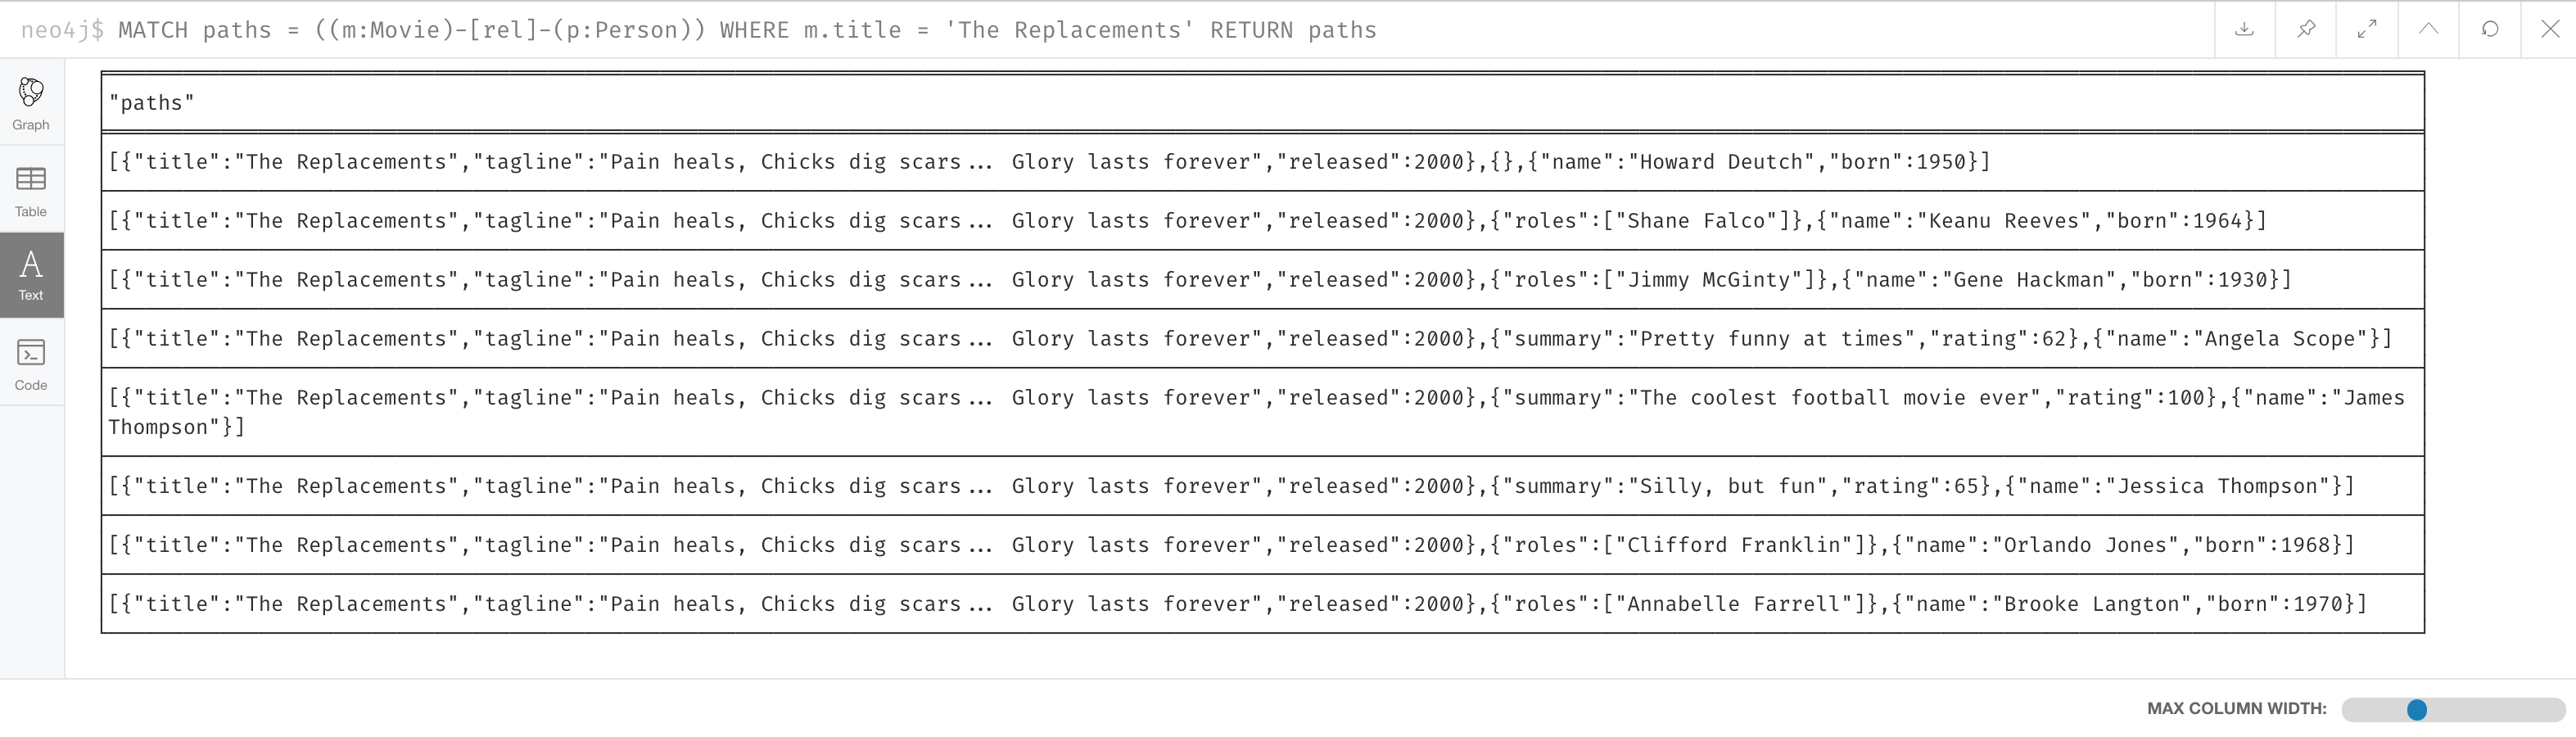 neo4j$ MATCH paths = ((m:Movie)-[rel]-(p:Person)) WHERE m.title = 'The Replacements' RETURN paths
Graph
Table
Text
Code
"paths"
[{"title":"The Replacements","tagline":"Pain heals, Chicks dig scars... Glory lasts forever","released":2000},{},{"name":"Howard Deutch","born":1950}]
[{"title":"The Replacements","tagline":"Pain heals, Chicks dig scars... Glory lasts forever","released":2000},{"roles":["Shane Falco"]},{"name":"Keanu Reeves","born":1964}]
[{"title":"The Replacements","tagline":"Pain heals, Chicks dig scars... Glory lasts forever","released":2000},{"roles":["Jimmy McGinty"]},{"name":"Gene Hackman","born":1930}]
[{"title":"The Replacements","tagline":"Pain heals, Chicks dig scars... Glory lasts forever","released":2000},{"summary":"Pretty funny at times","rating":62},{"name":"Angela Scope"}]
[{"title":"The Replacements","tagline":"Pain heals, Chicks dig scars... Glory lasts forever","released":2000},{"summary":"The coolest football movie ever","rating":100},{"name":"James
Thompson"}]
[{"title":"The Replacements","tagline":"Pain heals, Chicks dig scars... Glory lasts forever","released":2000},{"summary":"Silly, but fun","rating":65},{"name":"Jessica Thompson"}]
[{"title":"The Replacements","tagline":"Pain heals, Chicks dig scars... Glory lasts forever","released":2000},{"roles":["Clifford Franklin"]},{"name":"Orlando Jones","born":1968}]
[{"title":"The Replacements","tagline":"Pain heals, Chicks dig scars... Glory lasts forever","released":2000},{"roles":["Annabelle Farrell"]},{"name":"Brooke Langton","born":1970}]
MAX COLUMN WIDTH: